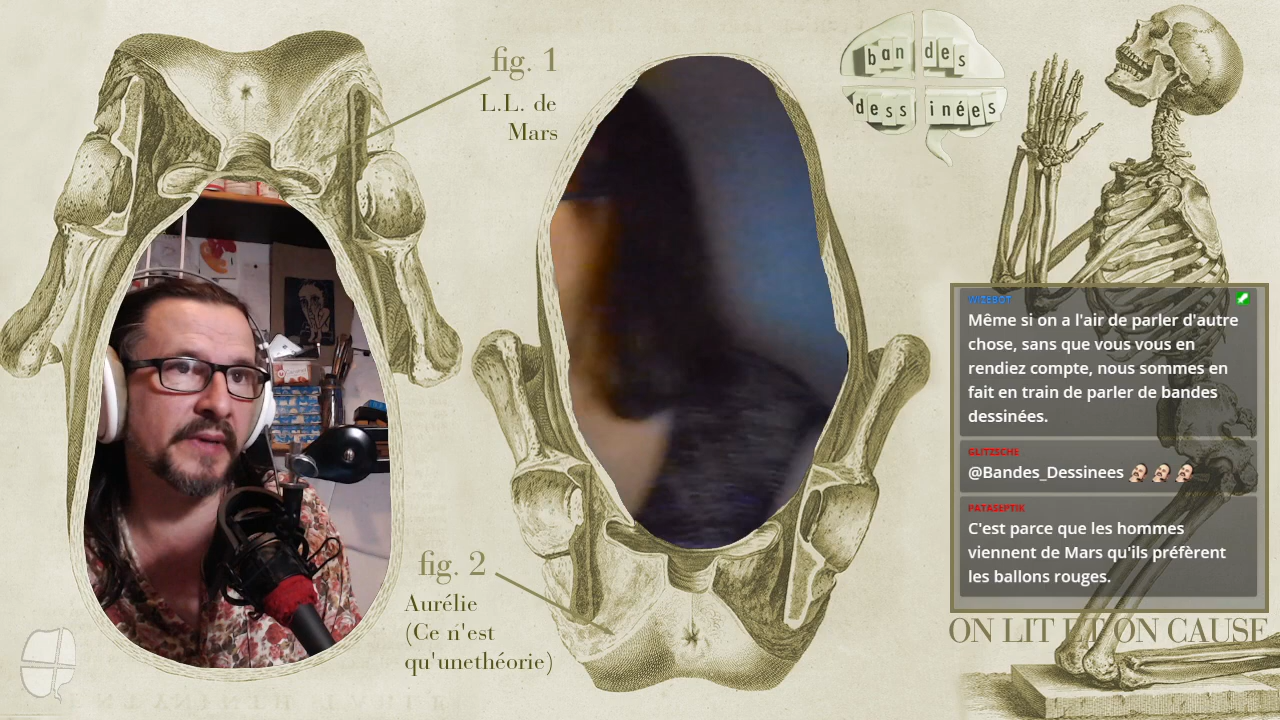 fig. 1
L.L. de
Mars
ban des
dess inées
WIZEBOT
Même si on a l'air de parler d'autre
chose, sans que vous vous en
rendiez compte, nous sommes en
fait en train de parler de bandes
dessinées.
GLITZSCHE
@Bandes_Dessinees
PATASEPTIK
C'est parce que les hommes
viennent de Mars qu'ils préfèrent
les ballons rouges.
fig. 2
Aurélie
(Ce n'est
qu'unethéorie)
ON LIT ET ON CAUSE